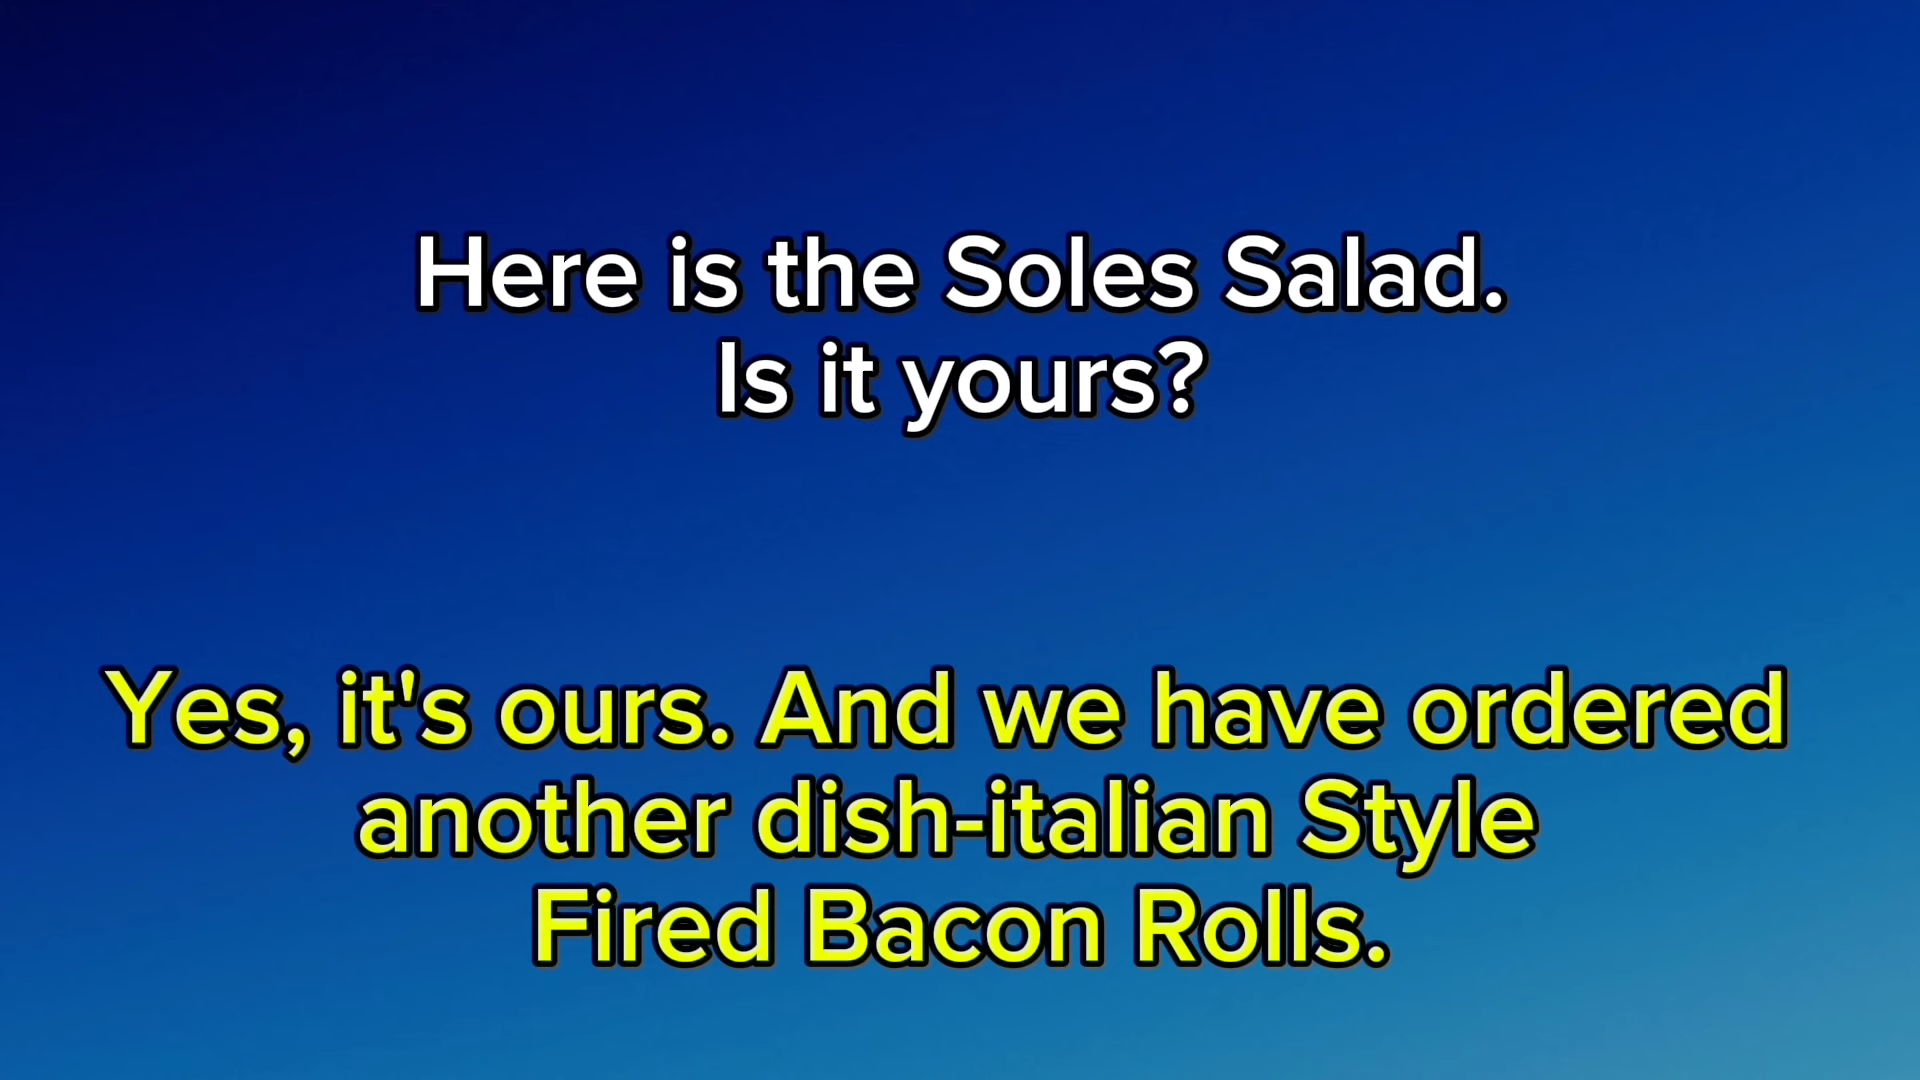 Here is the Soles Salad.
Is it yours?
Yes, it's ours. And we have ordered
another dish-italian Style
Fired Bacon Rolls.